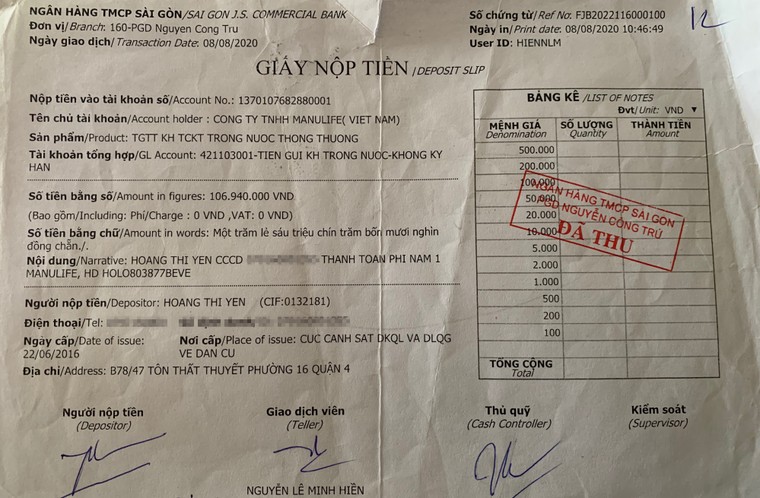 NGÂN HÀNG TMCP SÀI GÒN/SAI GON J.S. COMMERCIAL BANK
Đơn vị/Branch: 160-PGD Nguyen Cong Tru
Ngày giao dịch/Transaction Date: 08/08/2020
Số chứng từ/Ref No: FJB2022116000100
Ngày in/Print date: 08/08/2020 10:46:49
User ID: HIENNLM
12
GIẤY NỘP TIỀN/DEPOSIT SLIP
Nộp tiền vào tài khoản số/Account No.: 1370107682880001
Tên chủ tài khoản/Account holder : CONG TY TNHH MANULIFE( VIET NAM)
Sản phẩm/Product: TGTT KH TCKT TRONG NUOC THONG THUONG
Tài khoản tổng hợp/GL Account: 421103001-TIEN GUI KH TRONG NUOC-KHONG KY
HAN
Số tiền bằng số/Amount in figures: 106.940.000 VND
(Bao gồm/Including: Phí/Charge : 0 VND ,VAT: 0 VND)
Số tiền bằng chữ/Amount in words: Một trăm lẻ sáu triệu chín trăm bốn mươi nghìn
đồng chẵn./.
Nội dung/Narrative: HOANG THI YEN CCCD THANH TOAN PHI NAM 1
MANULIFE, HD HOLO803877BEVE
Người nộp tiền/Depositor: HOANG THI YEN (CIF:0132181)
Điện thoại/Tel:
Ngày cấp/Date of issue: Nơi cấp/Place of issue: CUC CANH SAT DKQL VA DLQG
22/06/2016 VE DAN CU
Địa chỉ/Address: B78/47 TÔN THẤT THUYẾT PHƯỜNG 16 QUẬN 4
BẢNG KÊ /LIST OF NOTES
Đvt/Unit: VND ▼
MỆNH GIÁ SỐ LƯỢNG THÀNH TIỀN
Denomination Quantity Amount
500.000
200.000
100.000
50.000
20.000
10.000
5.000
2.000
1.000
500
200
100
TỔNG CỘNG
Total
NGÂN HÀNG TMCP SÀI GÒN
PGD NGUYỄN CÔNG TRỨ
ĐÃ THU
Người nộp tiền Giao dịch viên Thủ quỹ Kiểm soát
(Depositor) (Teller) (Cash Controller) (Supervisor)
NGUYỄN LÊ MINH HIỀN